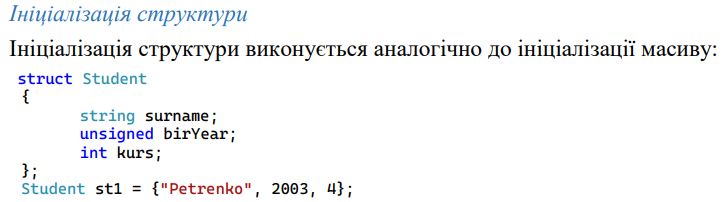 Ініціалізація структури
Ініціалізація структури виконується аналогічно до ініціалізації масиву:
struct Student
{
string surname;
unsigned birYear;
int kurs;
};
Student st1 = {"Petrenko", 2003, 4};